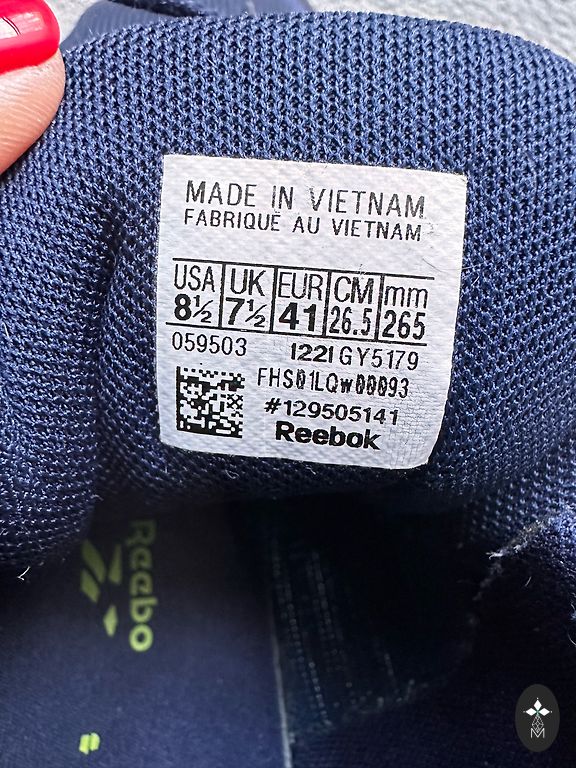 MADE IN VIETNAM
FABRIQUÉ AU VIETNAM
USA UK EUR CM mm
8½ 7½ 41 26.5 265
059503 1221 GY5179
FHS01LQw00093
#129505141
Reebok
Reebo
M